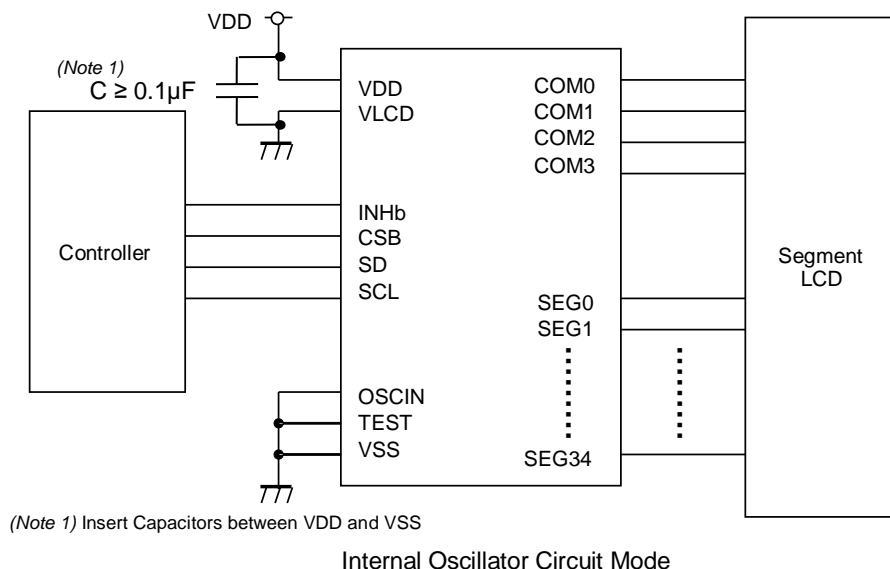 VDD
(Note 1)
C ≥ 0.1µF
VDD
VLCD
COM0
COM1
COM2
COM3
INHb
CSB
SD
SCL
Controller
Segment
LCD
SEG0
SEG1
OSCIN
TEST
VSS
SEG34
(Note 1) Insert Capacitors between VDD and VSS
Internal Oscillator Circuit Mode